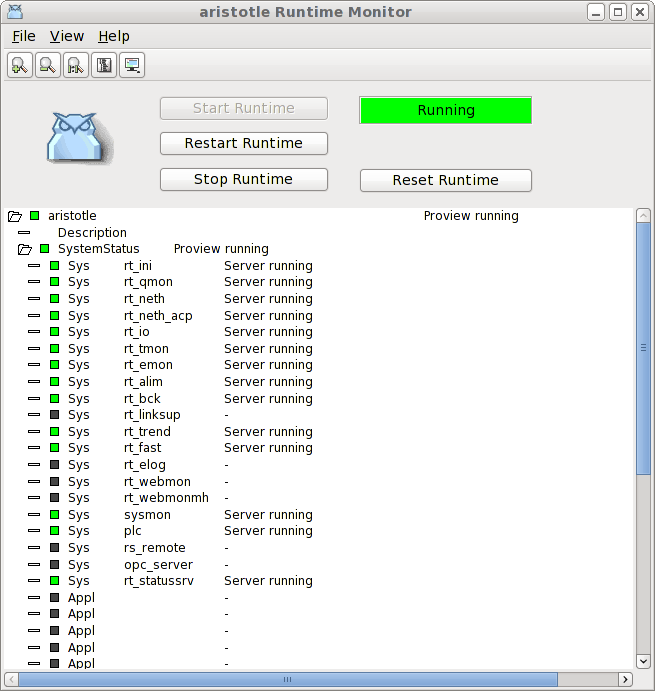 aristotle Runtime Monitor
File View Help
Start Runtime
Running
Restart Runtime
Stop Runtime
Reset Runtime
aristotle Proview running
Description
SystemStatus Proview running
Sys rt_ini Server running
Sys rt_qmon Server running
Sys rt_neth Server running
Sys rt_neth_acp Server running
Sys rt_io Server running
Sys rt_tmon Server running
Sys rt_emon Server running
Sys rt_alim Server running
Sys rt_bck Server running
Sys rt_linksup -
Sys rt_trend Server running
Sys rt_fast Server running
Sys rt_elog -
Sys rt_webmon -
Sys rt_webmonmh -
Sys sysmon Server running
Sys plc Server running
Sys rs_remote -
Sys opc_server -
Sys rt_statussrv Server running
Appl -
Appl -
Appl -
Appl -
Appl -